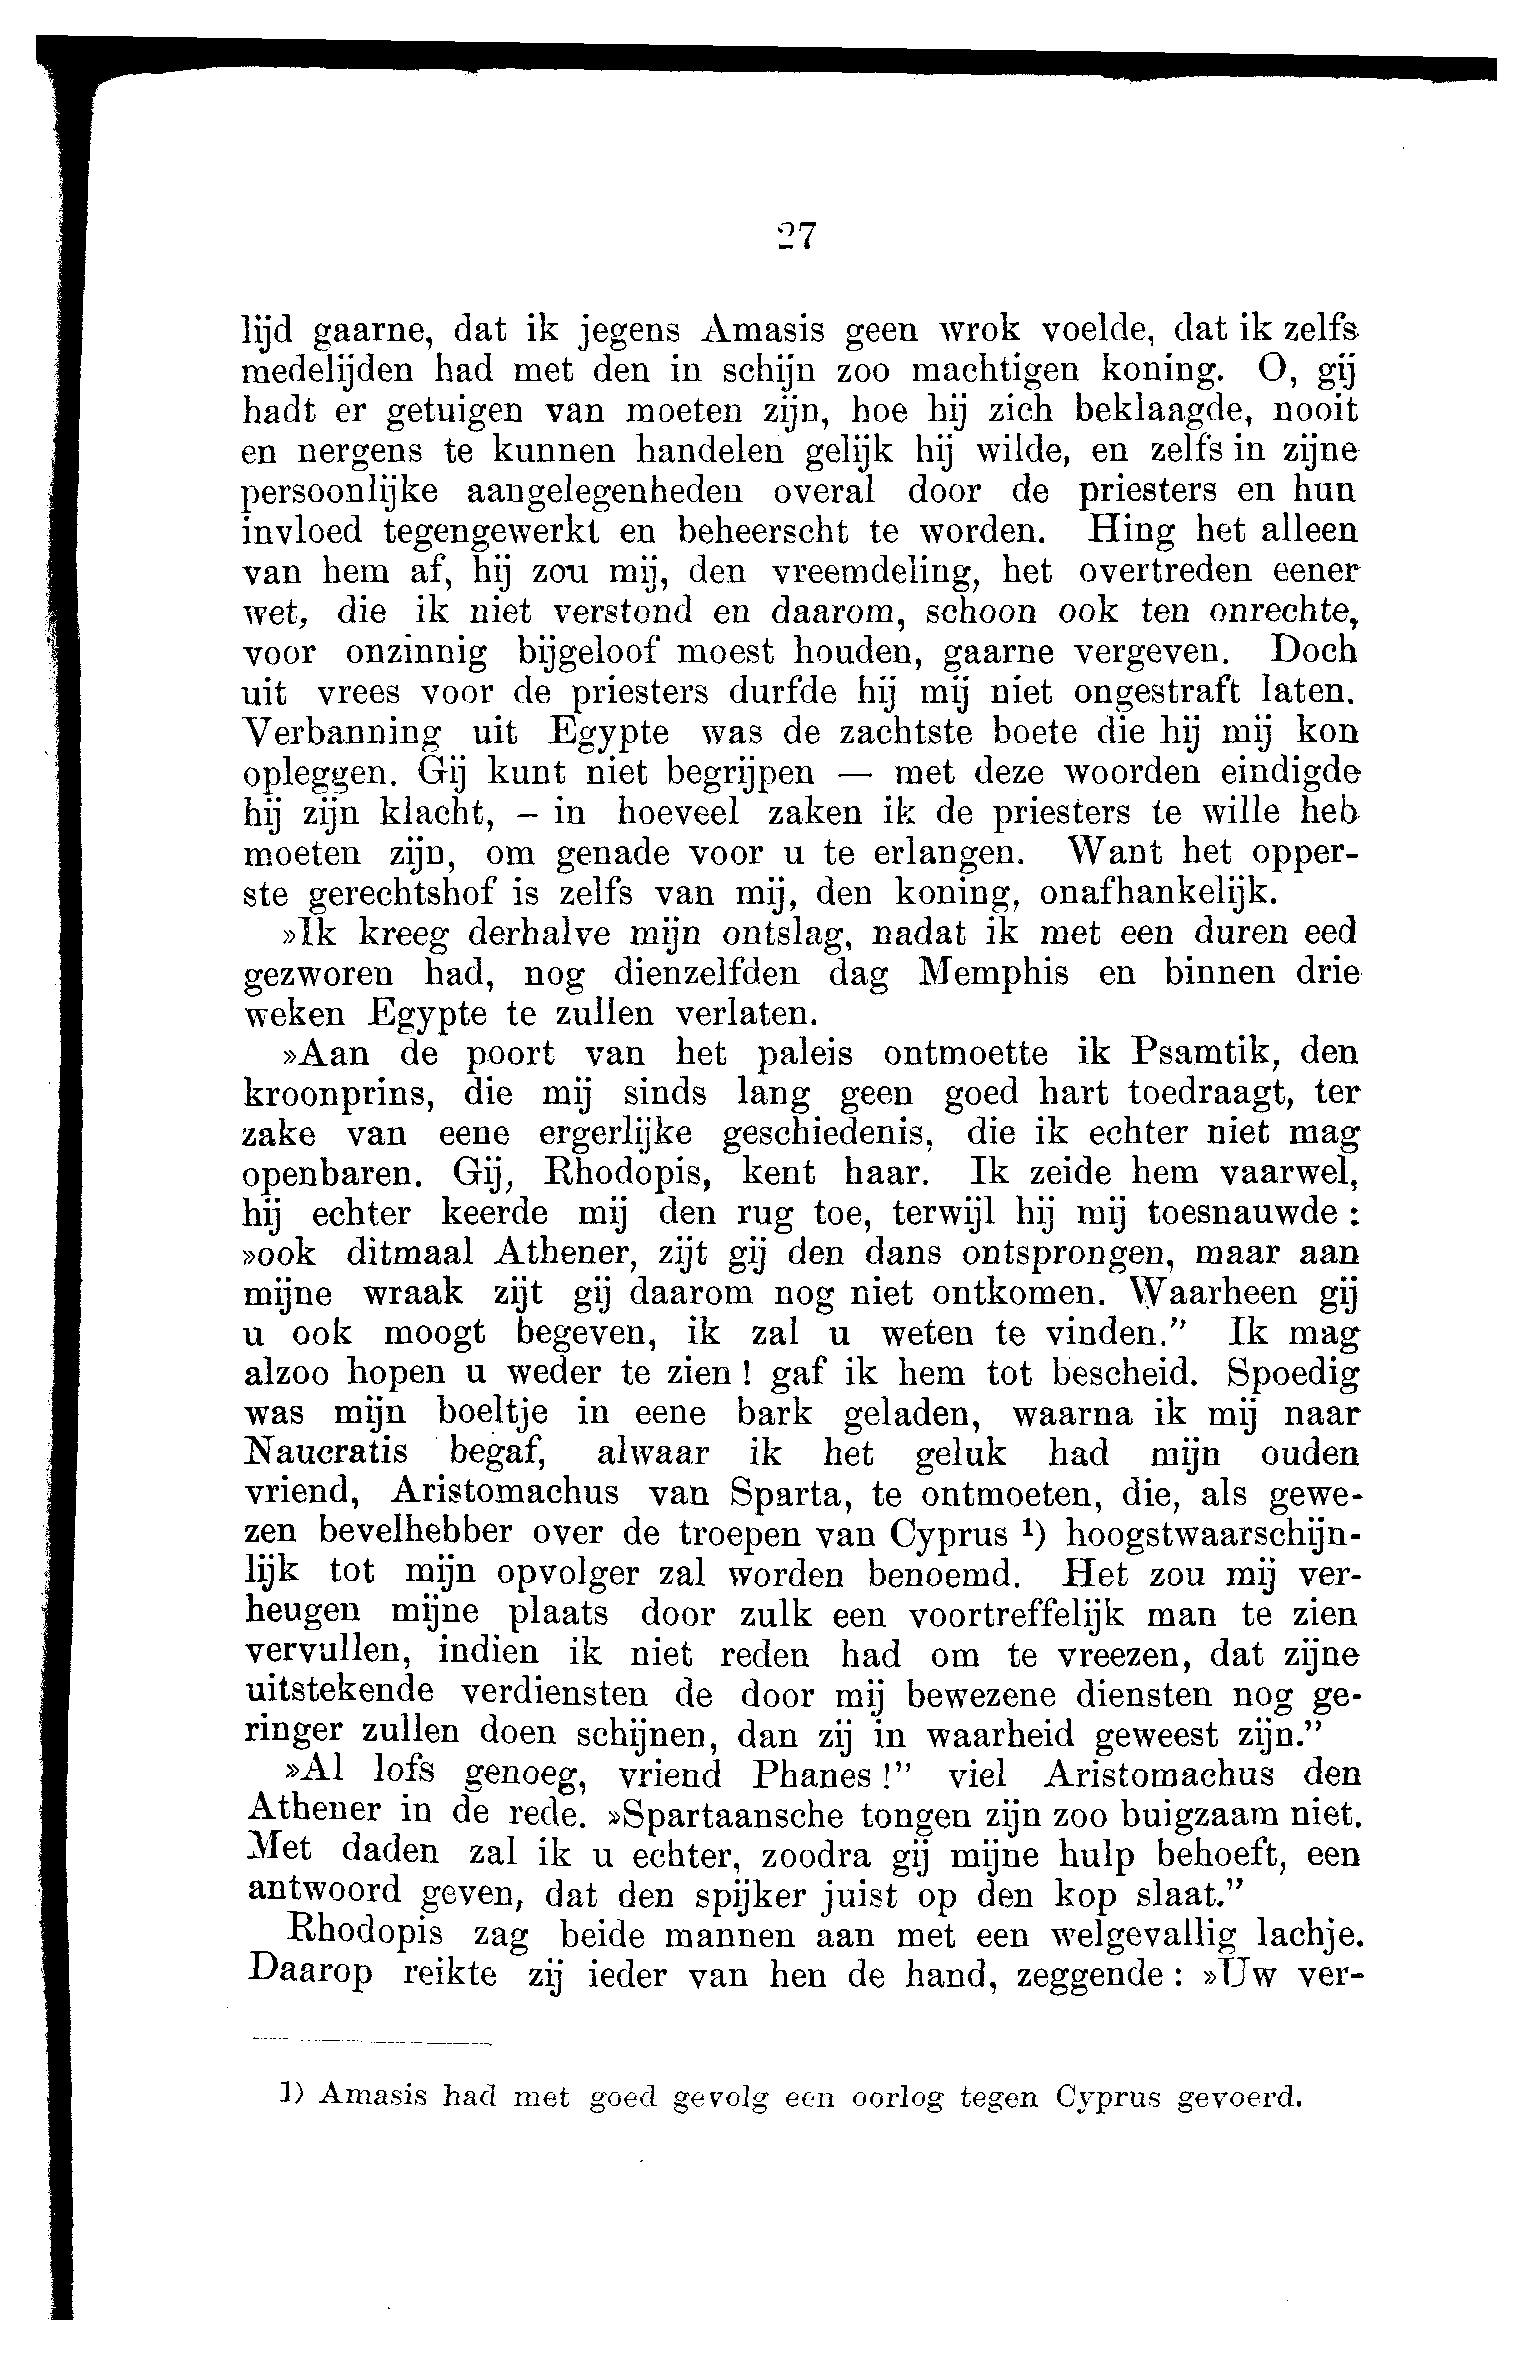 27
lijd gaarne, dat ik jegens Amasis geen wrok voelde, dat ik zelfs
medelijden had met den in schijn zoo machtigen koning. O, gij
hadt er getuigen van moeten zijn, hoe hij zich beklaagde, nooit
en nergens te kunnen handelen gelijk hij wilde, en zelfs in zijne
persoonlijke aangelegenheden overal door de priesters en hun
invloed tegengewerkt en beheerscht te worden. Hing het alleen
van hem af, hij zou mij, den vreemdeling, het overtreden eener
wet, die ik niet verstond en daarom, schoon ook ten onrechte,
voor onzinnig bijgeloof moest houden, gaarne vergeven. Doch
uit vrees voor de priesters durfde hij mij niet ongestraft laten.
Verbanning uit Egypte was de zachtste boete die hij mij kon
opleggen. Gij kunt niet begrijpen — met deze woorden eindigde
hij zijn klacht, – in hoeveel zaken ik de priesters te wille heb
moeten zijn, om genade voor u te erlangen. Want het opper-
ste gerechtshof is zelfs van mij, den koning, onafhankelijk.
»Ik kreeg derhalve mijn ontslag, nadat ik met een duren eed
gezworen had, nog dienzelfden dag Memphis en binnen drie
weken Egypte te zullen verlaten.
»Aan de poort van het paleis ontmoette ik Psamtik, den
kroonprins, die mij sinds lang geen goed hart toedraagt, ter
zake van eene ergerlijke geschiedenis, die ik echter niet mag
openbaren. Gij, Rhodopis, kent haar. Ik zeide hem vaarwel,
hij echter keerde mij den rug toe, terwijl hij mij toesnauwde :
»ook ditmaal Athener, zijt gij den dans ontsprongen, maar aan
mijne wraak zijt gij daarom nog niet ontkomen. Waarheen gij
u ook moogt begeven, ik zal u weten te vinden." Ik mag
alzoo hopen u weder te zien ! gaf ik hem tot bescheid. Spoedig
was mijn boeltje in eene bark geladen, waarna ik mij naar
Naucratis begaf, alwaar ik het geluk had mijn ouden
vriend, Aristomachus van Sparta, te ontmoeten, die, als gewe-
zen bevelhebber over de troepen van Cyprus ¹) hoogstwaarschijn-
lijk tot mijn opvolger zal worden benoemd. Het zou mij ver-
heugen mijne plaats door zulk een voortreffelijk man te zien
vervullen, indien ik niet reden had om te vreezen, dat zijne
uitstekende verdiensten de door mij bewezene diensten nog ge-
ringer zullen doen schijnen, dan zij in waarheid geweest zijn."
»Al lofs genoeg, vriend Phanes !" viel Aristomachus den
Athener in de rede. »Spartaansche tongen zijn zoo buigzaam niet.
Met daden zal ik u echter, zoodra gij mijne hulp behoeft, een
antwoord geven, dat den spijker juist op den kop slaat."
Rhodopis zag beide mannen aan met een welgevallig lachje.
Daarop reikte zij ieder van hen de hand, zeggende : »Uw ver-
1) Amasis had met goed gevolg een oorlog tegen Cyprus gevoerd.